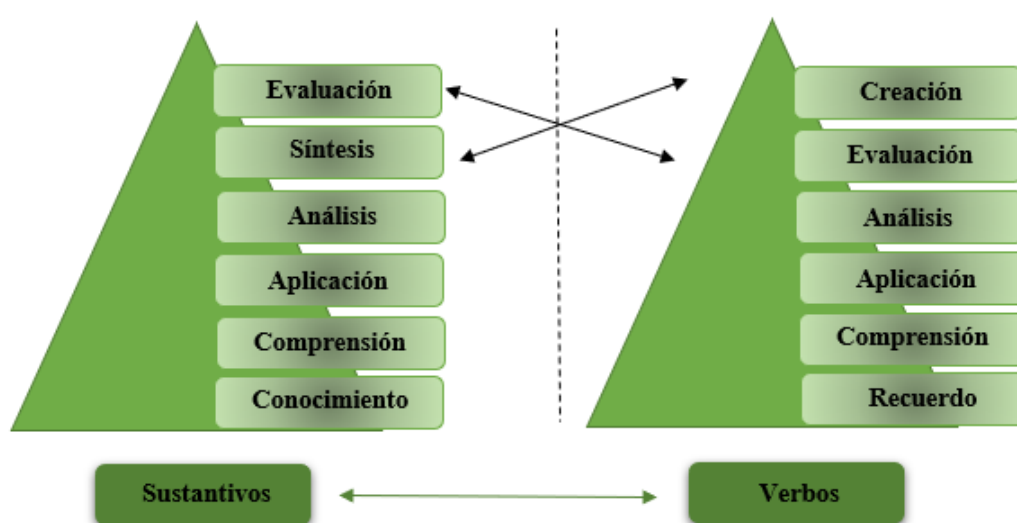 Evaluación
Síntesis
Análisis
Aplicación
Comprensión
Conocimiento
Sustantivos
Creación
Evaluación
Análisis
Aplicación
Comprensión
Recuerdo
Verbos